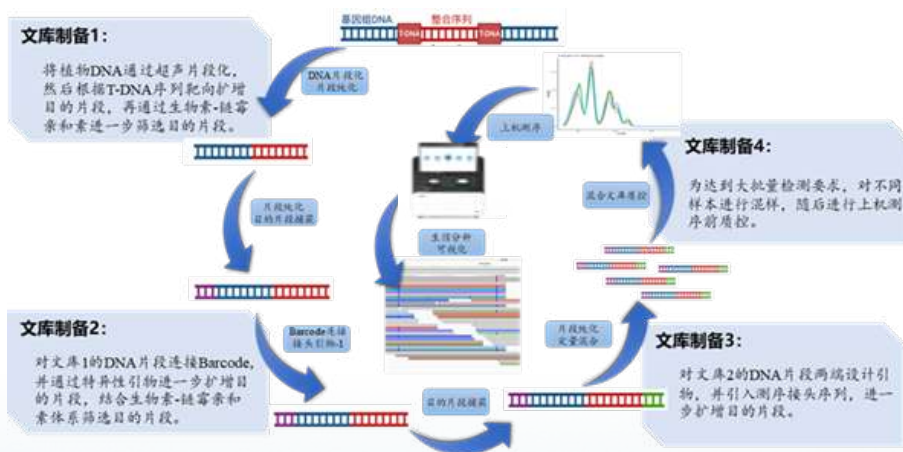 基因组DNA
整合序列
TDNA
TDNA
文库制备1:
将植物DNA通过超声片段化,
然后根据T-DNA序列靶向扩增
目的片段,再通过生物素-链霉
亲和素进一步筛选目的片段。
DNA片段化
片段纯化
片段纯化
目的片段捕获
文库制备2:
对文库1的DNA片段连接Barcode,
并通过特异性引物进一步扩增目
的片段,结合生物素-链霉亲和
素体系筛选目的片段。
Barcode连接
接头引物-1
目的片段捕获
文库制备3:
对文库2的DNA片段两端设计引
物,并引入测序接头序列,进一
步扩增目的片段。
片段纯化
定量混合
文库制备4:
为达到大批量检测要求,对不同
样本进行混样,随后进行上机测
序前质控。
混合文库质控
上机测序
生信分析
可视化